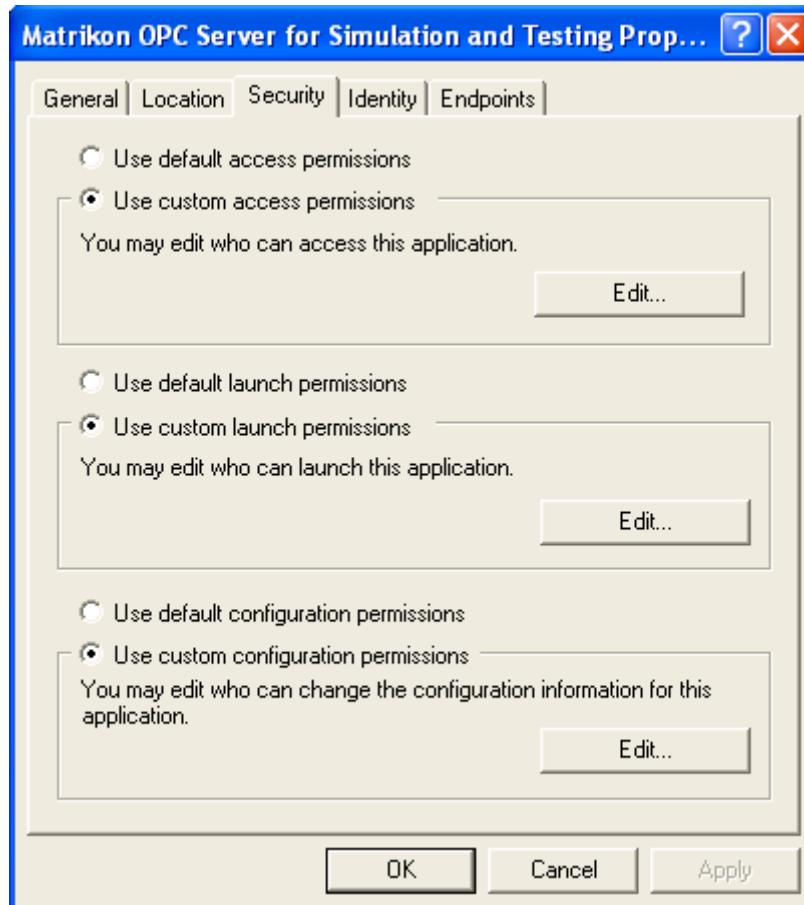 Matrikon OPC Server for Simulation and Testing Prop...
General Location Security Identity Endpoints
Use default access permissions
Use custom access permissions
You may edit who can access this application.
Edit...
Use default launch permissions
Use custom launch permissions
You may edit who can launch this application.
Edit...
Use default configuration permissions
Use custom configuration permissions
You may edit who can change the configuration information for this
application.
Edit...
OK Cancel Apply